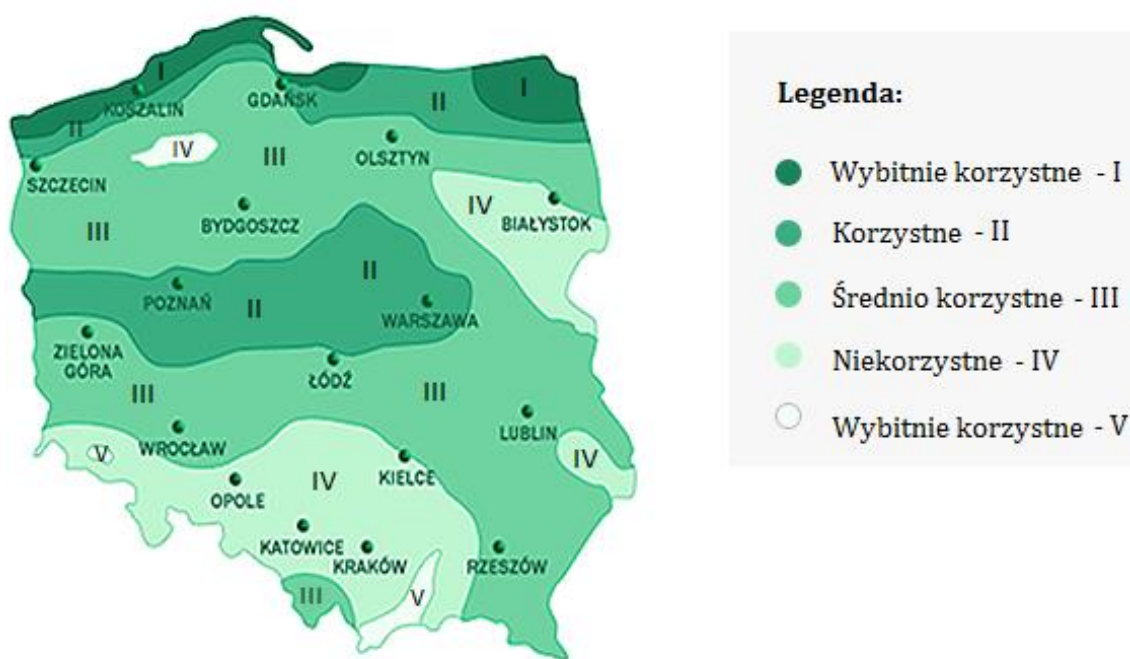 I
KOSZALIN
GDAŃSK
II
I
II
IV
III
OLSZTYN
SZCZECIN
IV
III
BYDGOSZCZ
BIAŁYSTOK
II
POZNAŃ
II
WARSZAWA
ZIELONA
GÓRA
ŁÓDŹ
III
III
LUBLIN
V
WROCŁAW
IV
KIELCE
IV
OPOLE
KATOWICE
KRAKÓW
RZESZÓW
III
V
Legenda:
Wybitnie korzystne - I
Korzystne - II
Średnio korzystne - III
Niekorzystne - IV
Wybitnie korzystne - V